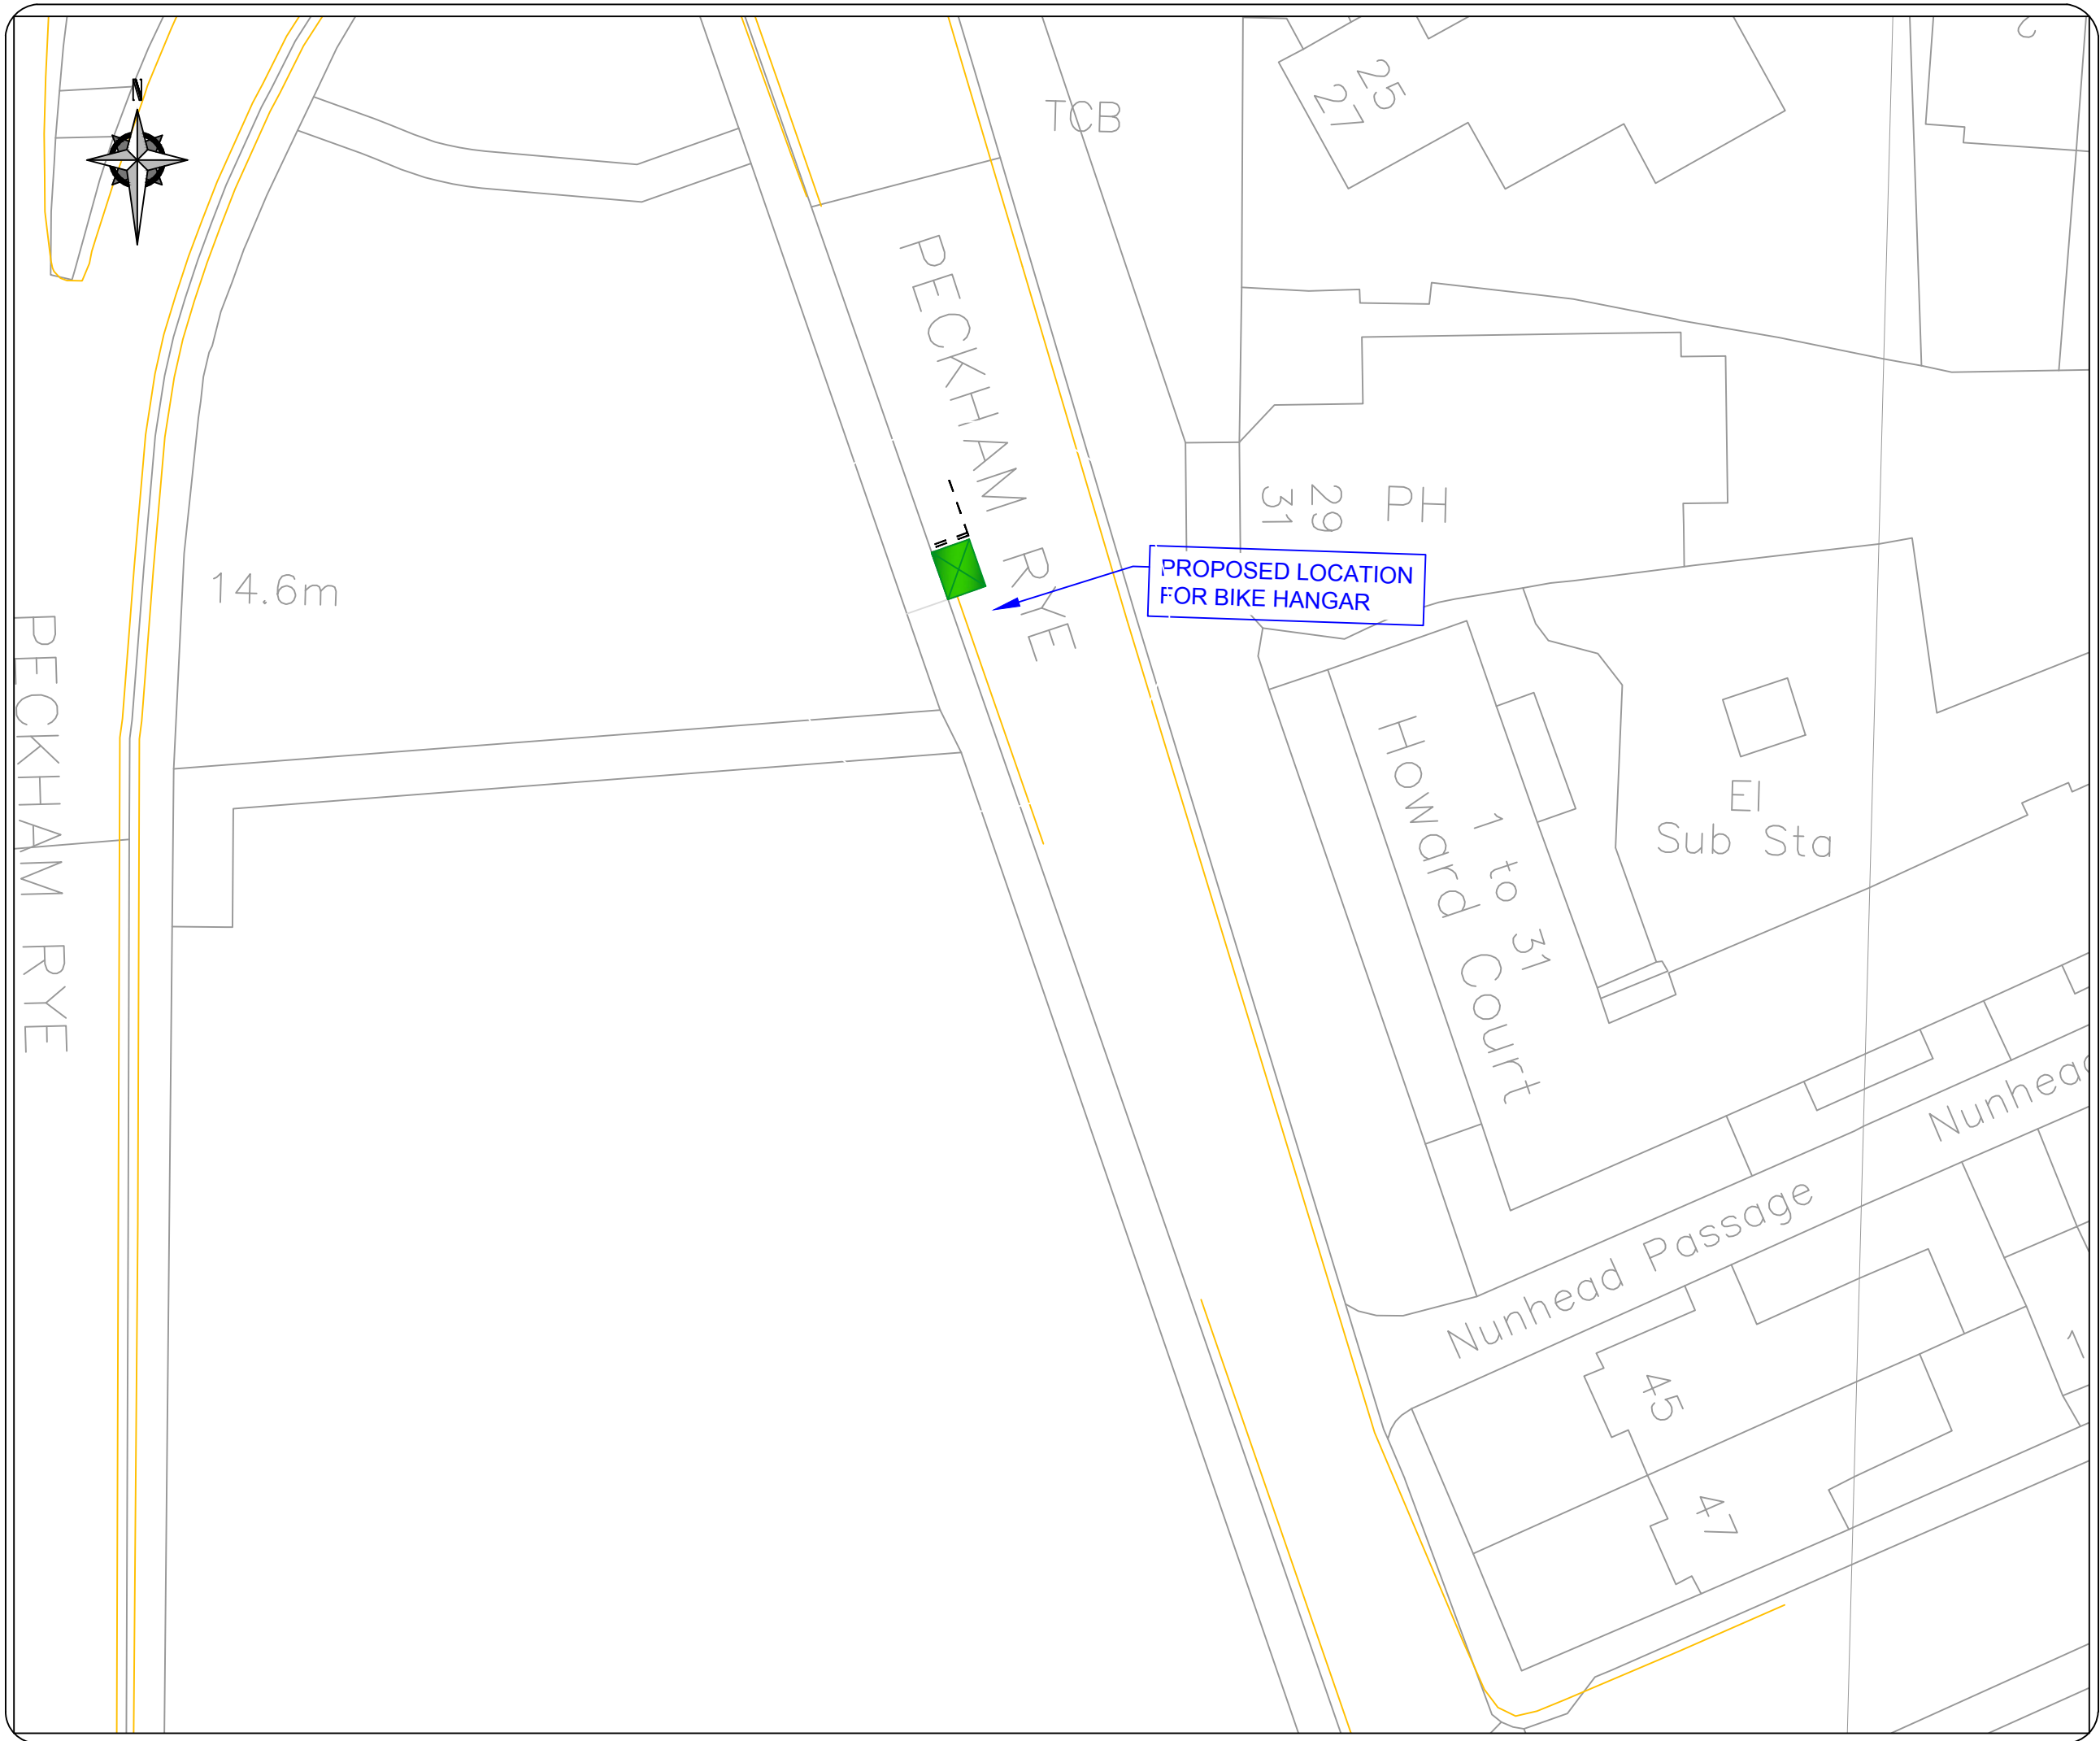 N
TCB
25
27
PECKHAM RYE
29
31
PH
PROPOSED LOCATION
FOR BIKE HANGAR
14.6m
PECKHAM RYE
1 to 31
Howard Court
El
Sub Sta
Nunhead Passage
Nunhead
45
47
1